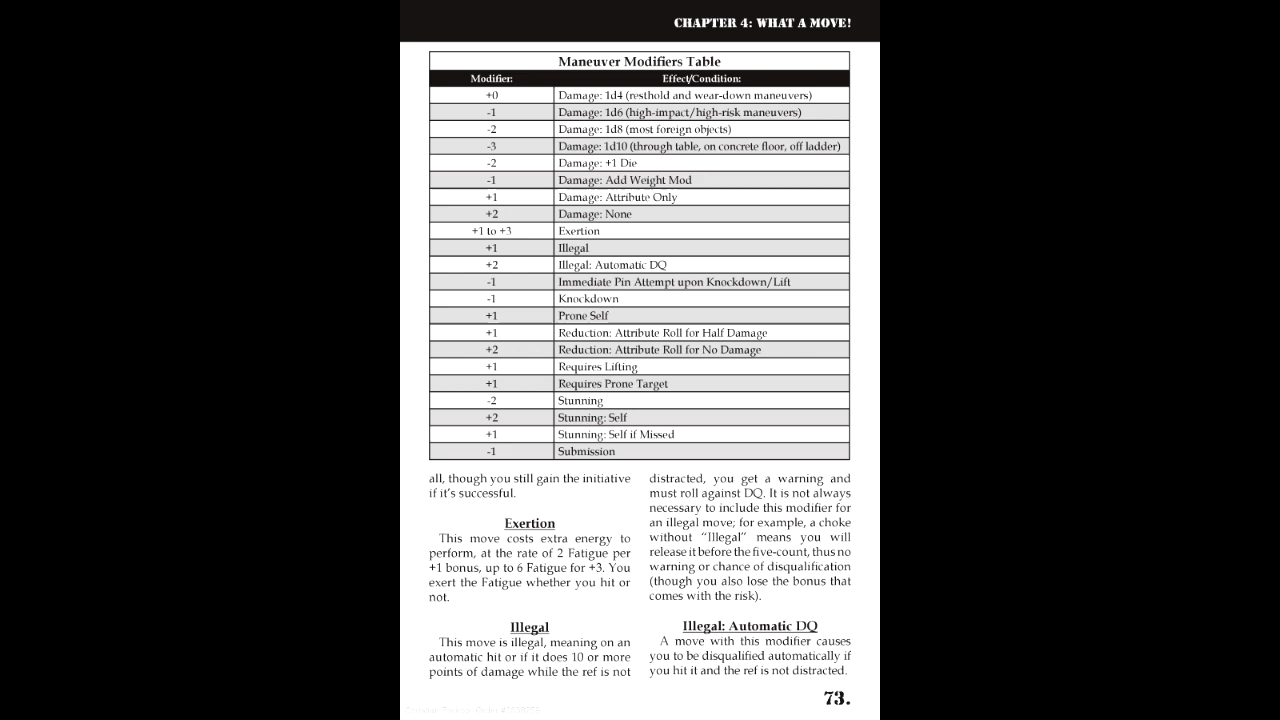 CHAPTER 4: WHAT A MOVE!
Maneuver Modifiers Table
Modifier: Effect/Condition:
+0 Damage: 1d4 (resthold and wear-down maneuvers)
-1 Damage: 1d6 (high-impact/high-risk maneuvers)
-2 Damage: 1d8 (most foreign objects)
-3 Damage: 1d10 (through table, on concrete floor, off ladder)
-2 Damage: +1 Die
-1 Damage: Add Weight Mod
+1 Damage: Attribute Only
+2 Damage: None
+1 to +3 Exertion
+1 Illegal
+2 Illegal: Automatic DQ
-1 Immediate Pin Attempt upon Knockdown/Lift
-1 Knockdown
+1 Prone Self
+1 Reduction: Attribute Roll for Half Damage
+2 Reduction: Attribute Roll for No Damage
+1 Requires Lifting
+1 Requires Prone Target
-2 Stunning
+2 Stunning: Self
+1 Stunning: Self if Missed
-1 Submission
all, though you still gain the initiative
if it's successful.
Exertion
This move costs extra energy to
perform, at the rate of 2 Fatigue per
+1 bonus, up to 6 Fatigue for +3. You
exert the Fatigue whether you hit or
not.
Illegal
This move is illegal, meaning on an
automatic hit or if it does 10 or more
points of damage while the ref is not
distracted, you get a warning and
must roll against DQ. It is not always
necessary to include this modifier for
an illegal move; for example, a choke
without "Illegal" means you will
release it before the five-count, thus no
warning or chance of disqualification
(though you also lose the bonus that
comes with the risk).
Illegal: Automatic DQ
A move with this modifier causes
you to be disqualified automatically if
you hit it and the ref is not distracted.
73.